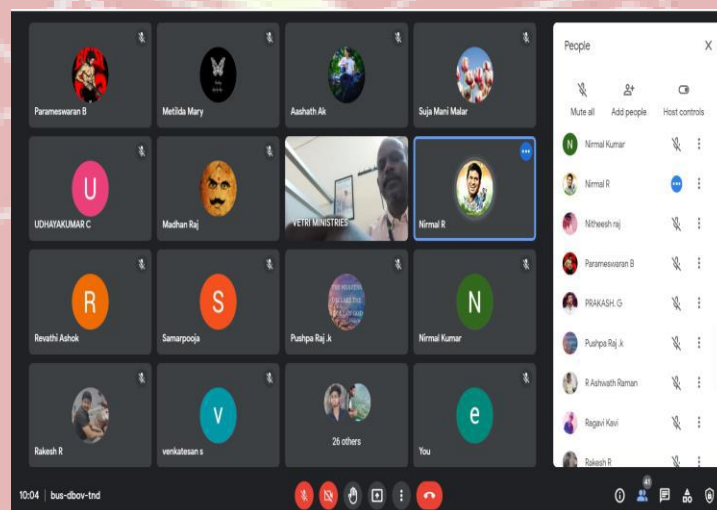 Parameswaran B
Metilda Mary
Aashath Ak
Suja Mani Malar
U
UDHAYAKUMAR C
Madhan Raj
VETRI MINISTRIES
Nirmal R
R
Revathi Ashok
S
Samarpooja
Pushpa Raj .k
N
Nirmal Kumar
Rakesh R
v
venkatesan s
26 others
e
You
10:04 | bus-dbov-tnd
People
X
Mute all
Add people
Host controls
N
Nirmal Kumar
Nirmal R
Nitheesh raj
Parameswaran B
PRAKASH. G
Pushpa Raj .k
R Ashwath Raman
Ragavi Kavi
Rakesh R
41